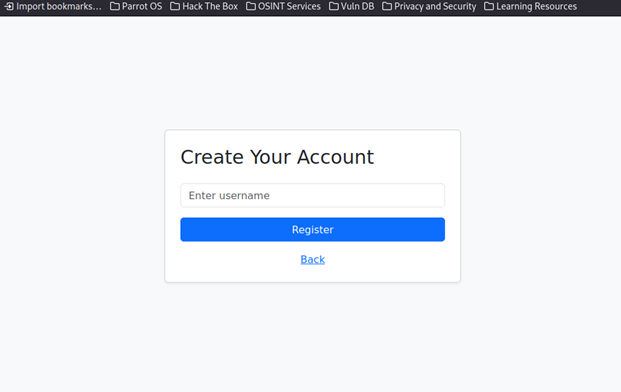 Import bookmarks... Parrot OS Hack The Box OSINT Services Vuln DB Privacy and Security Learning Resources
Create Your Account
Enter username
Register
Back